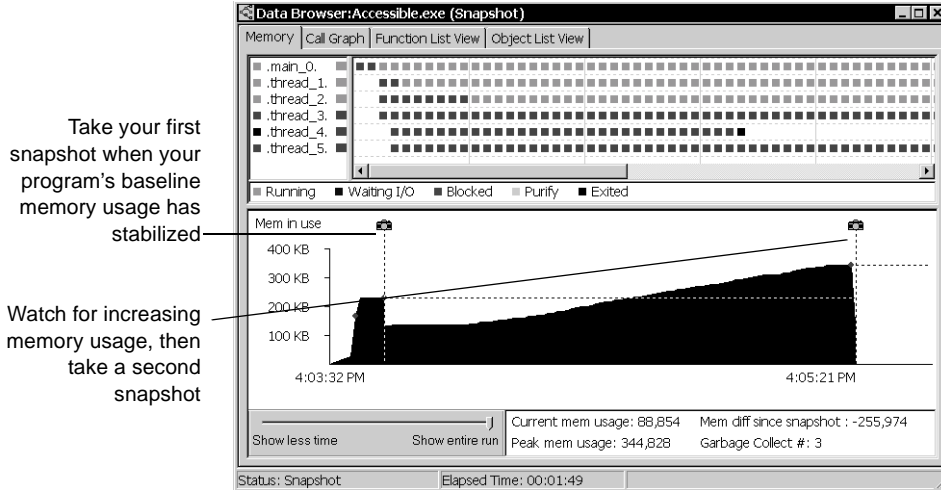 Data Browser:Accessible.exe (Snapshot)
Memory Call Graph Function List View Object List View
.main_0.
.thread_1.
.thread_2.
.thread_3.
.thread_4.
.thread_5.
Running Waiting I/O Blocked Purify Exited
Take your first
snapshot when your
program's baseline
memory usage has
stabilized
Watch for increasing
memory usage, then
take a second
snapshot
Mem in use
400 KB
300 KB
200 KB
100 KB
4:03:32 PM 4:05:21 PM
Show less time Show entire run
Current mem usage: 88,854 Mem diff since snapshot : -255,974
Peak mem usage: 344,828 Garbage Collect #: 3
Status: Snapshot Elapsed Time: 00:01:49